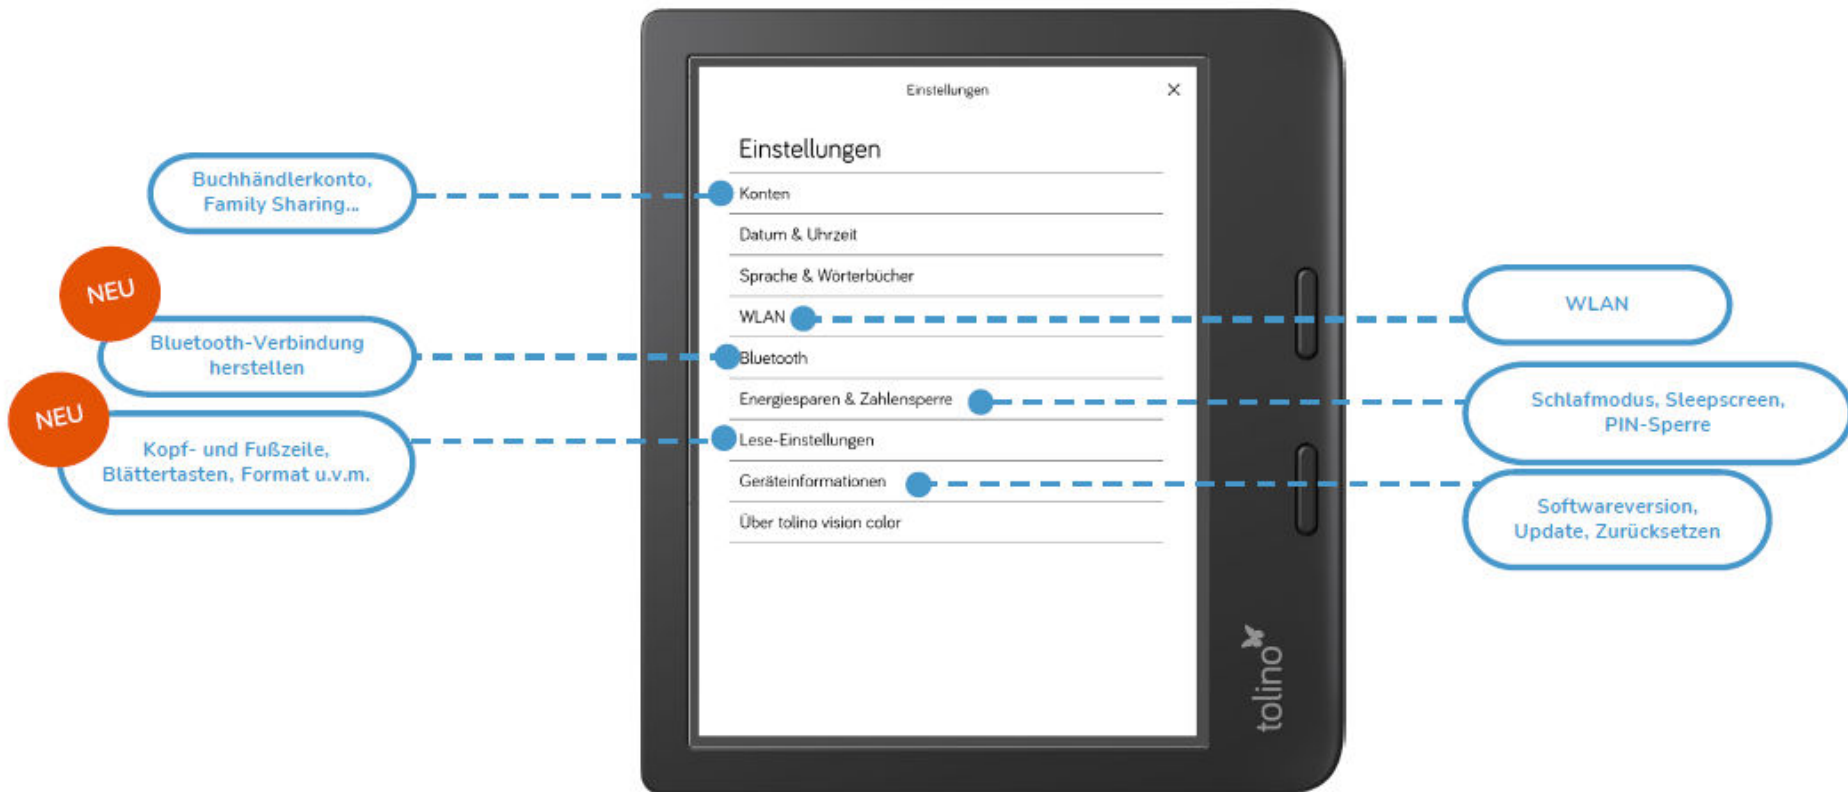 Einstellungen
Einstellungen
Konten
Datum & Uhrzeit
Sprache & Wörterbücher
WLAN
Bluetooth
Energiesparen & Zahlensperre
Lese-Einstellungen
Geräteinformationen
Über tolino vision color
Buchhändlerkonto,
Family Sharing...
NEU
Bluetooth-Verbindung
herstellen
NEU
Kopf- und Fußzeile,
Blättertasten, Format u.v.m.
WLAN
Schlafmodus, Sleepscreen,
PIN-Sperre
Softwareversion,
Update, Zurücksetzen
tolino